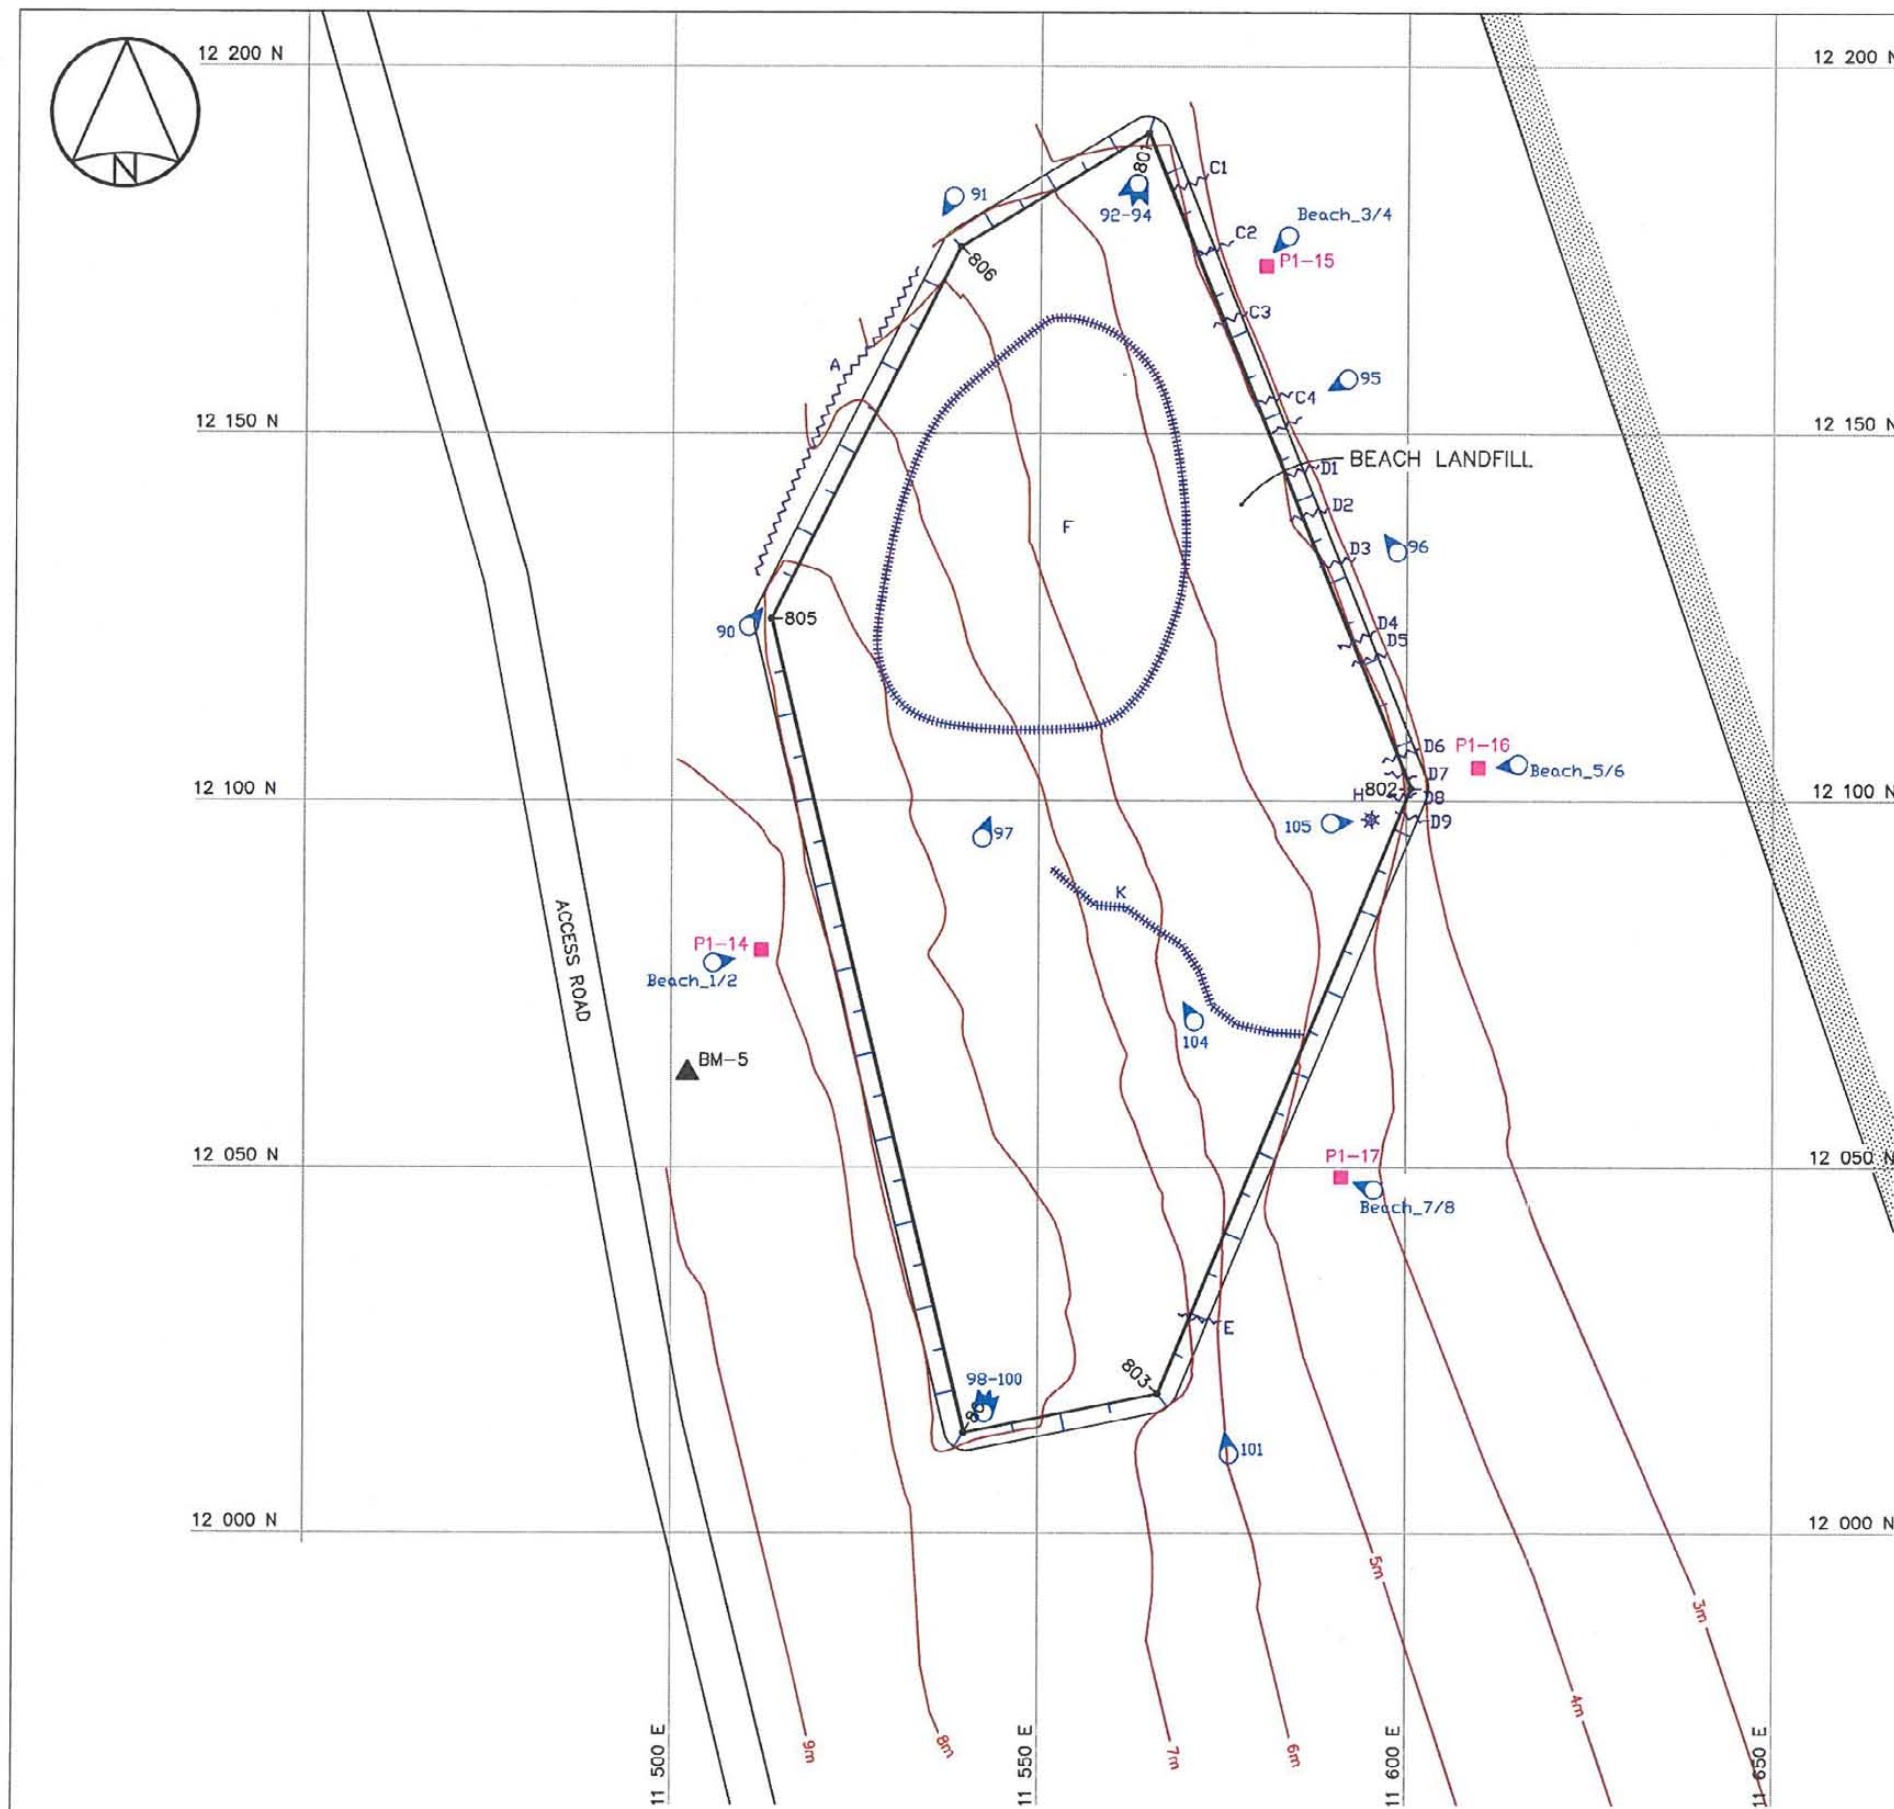 N
12 200 N
12 200 N
801
C1
91
92-94
Beach_3/4
C2
P1-15
806
C3
A
95
C4
12 150 N
12 150 N
BEACH LANDFILL
D1
D2
F
D3
96
805
90
D4
D5
D6
P1-16
D7
Beach_5/6
12 100 N
H
802
D8
12 100 N
105
D9
97
K
ACCESS ROAD
P1-14
Beach_1/2
104
BM-5
12 050 N
P1-17
12 050 N
Beach_7/8
E
803
98-100
101
12 000 N
12 000 N
5m
3m
4m
9m
8m
7m
6m
11 500 E
11 550 E
11 600 E
11 650 E